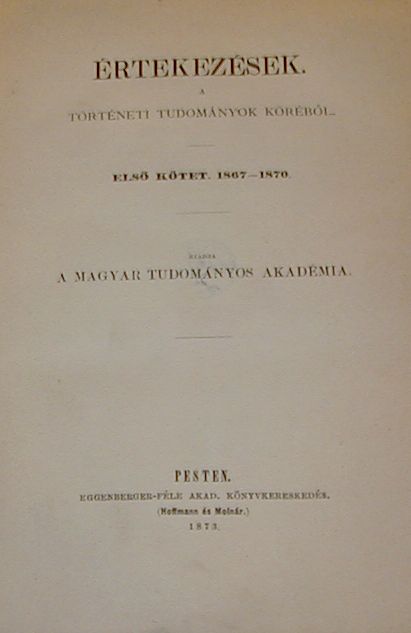 ÉRTEKEZÉSEK.
A
TÖRTÉNETI TUDOMÁNYOK KÖRÉBŐL.
ELSŐ KÖTET. 1867—1870.
KIADJA
A MAGYAR TUDOMÁNYOS AKADÉMIA.
PESTEN.
EGGENBERGER-FÉLE AKAD. KÖNYVKERESKEDÉS.
(Hoffmann és Molnár.)
1873.